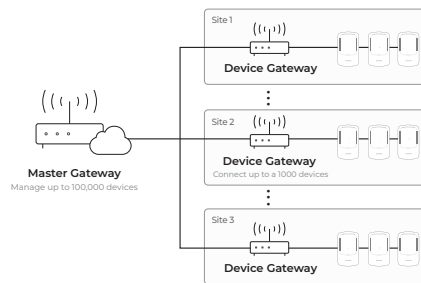 Site 1
Device Gateway
Site 2
Master Gateway
Manage up to 100,000 devices
Device Gateway
Connect up to a 1000 devices
Site 3
Device Gateway